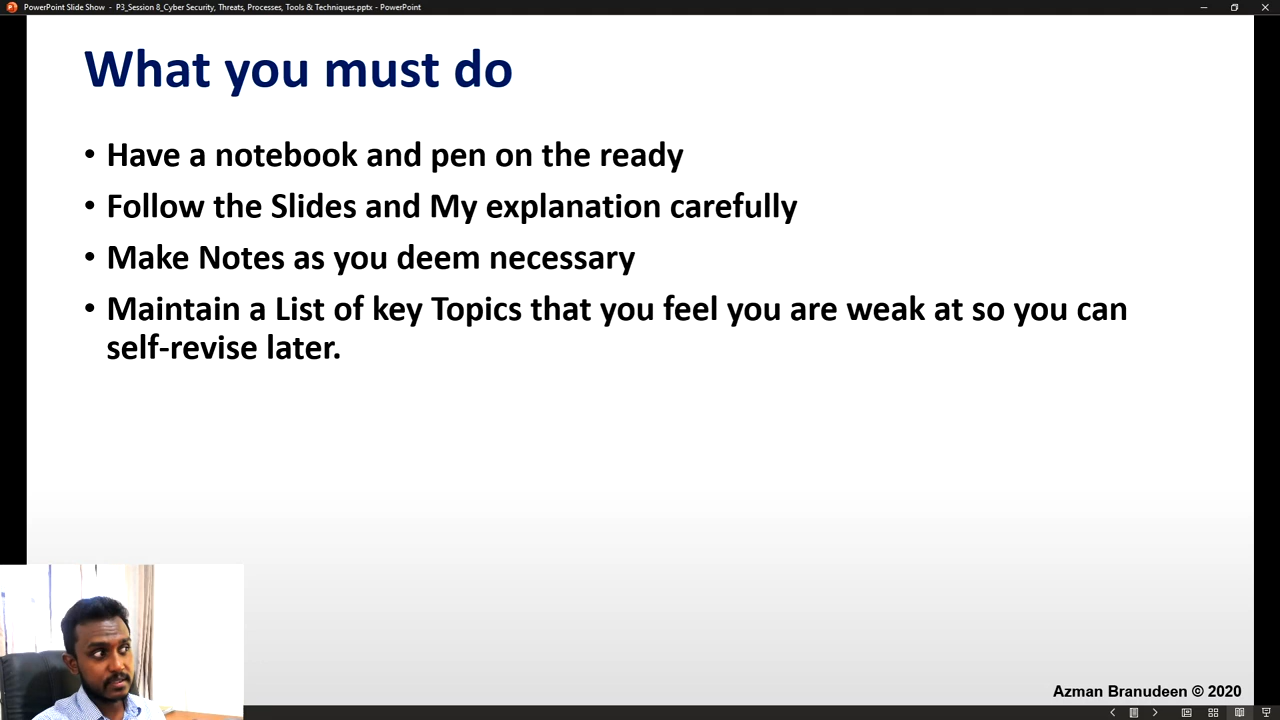 PowerPoint Slide Show - P3_Session 8_Cyber Security, Threats, Processes, Tools & Techniques.pptx - PowerPoint
What you must do
• Have a notebook and pen on the ready
• Follow the Slides and My explanation carefully
• Make Notes as you deem necessary
• Maintain a List of key Topics that you feel you are weak at so you can
self-revise later.
Azman Branudeen © 2020